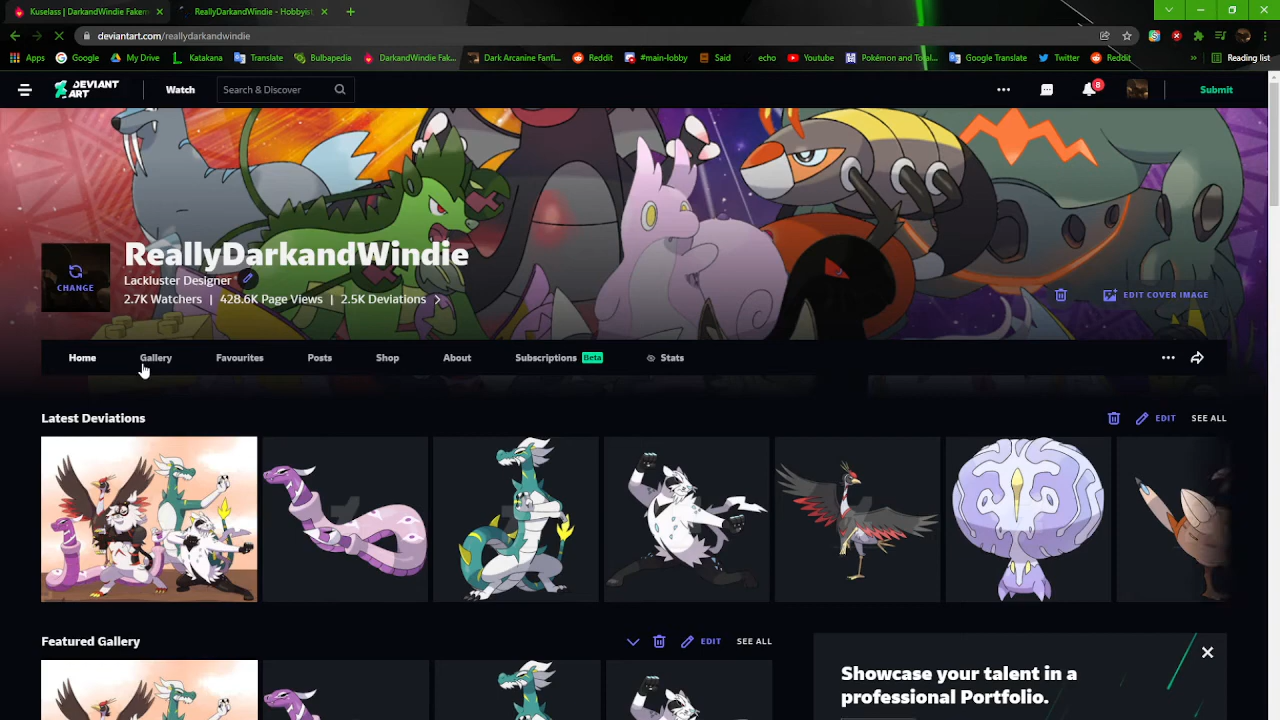 Kuselass | DarkandWindie Fakem
ReallyDarkandWindie - Hobbyist
deviantart.com/reallydarkandwindie
Apps Google My Drive Katakana Translate Bulbapedia DarkandWindie Fak... Dark Arcanine Fanfi... Reddit #main-lobby Said echo YouTube Pokémon and Total... Google Translate Twitter Reddit » Reading list
DEVIANT ART
Watch
Search & Discover
8
Submit
ReallyDarkandWindie
Lackluster Designer
CHANGE
2.7K Watchers | 428.6K Page Views | 2.5K Deviations
EDIT COVER IMAGE
Home Gallery Favourites Posts Shop About Subscriptions Beta Stats
Latest Deviations
EDIT SEE ALL
Featured Gallery
EDIT SEE ALL
Showcase your talent in a
professional Portfolio.